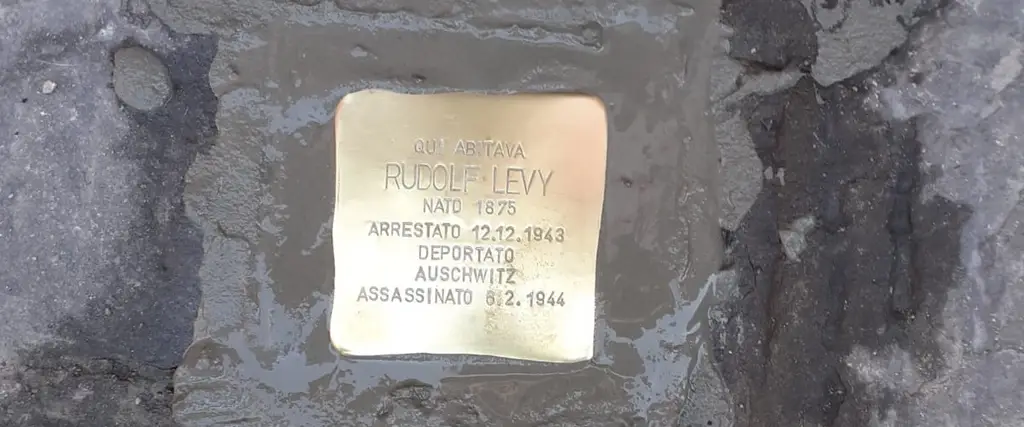 QUI ABITAVA
RUDOLF LEVY
NATO 1875
ARRESTATO 12.12.1943
DEPORTATO
AUSCHWITZ
ASSASSINATO 6.2.1944